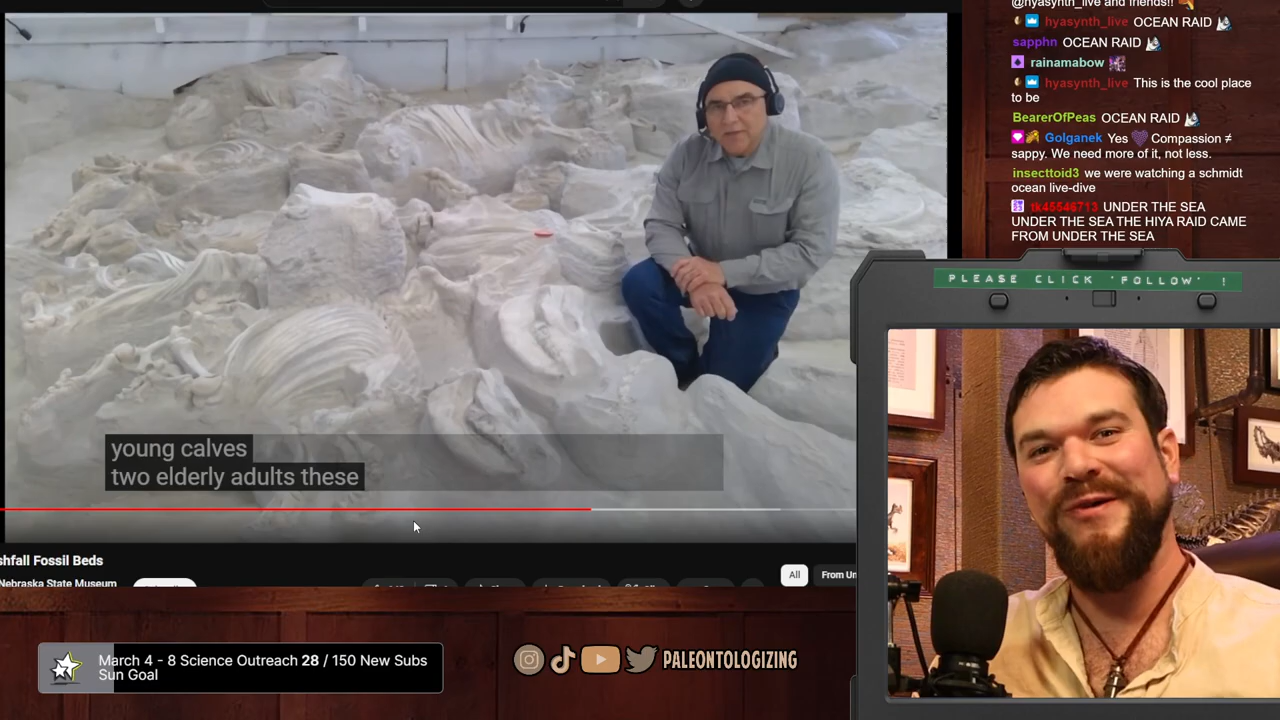 @hyasynth_live and friends!!
hyasynth_live OCEAN RAID
sapphn OCEAN RAID
rainamabow
hyasynth_live This is the cool place
to be
BearerOfPeas OCEAN RAID
Golganek Yes 💜 Compassion ≠
sappy. We need more of it, not less.
insecttoid3 we were watching a schmidt
ocean live-dive
tk45546713 UNDER THE SEA
UNDER THE SEA THE HIYA RAID CAME
FROM UNDER THE SEA
PLEASE CLICK 'FOLLOW' !
young calves
two elderly adults these
shfall Fossil Beds
Nebraska State Museum
All
From Un
March 4 - 8 Science Outreach 28 / 150 New Subs
Sun Goal
PALEONTOLOGIZING